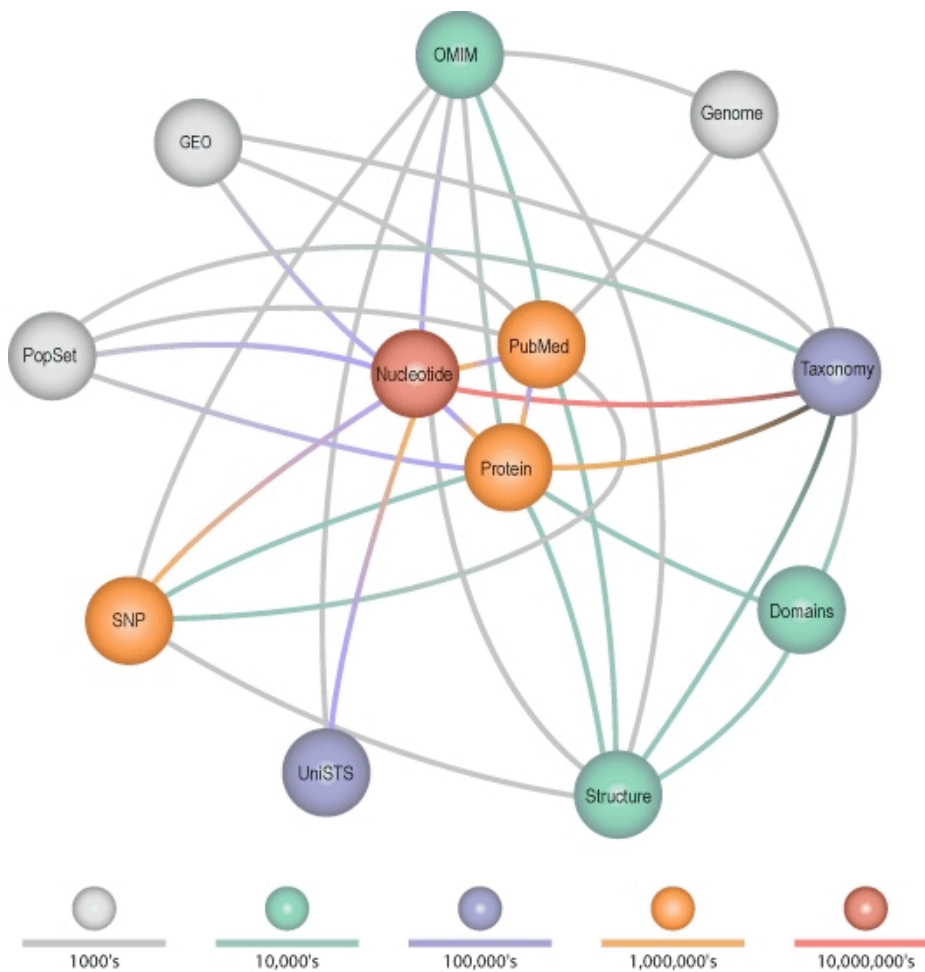 OMIM
Genome
GEO
PopSet
PubMed
Nucleotide
Taxonomy
Protein
SNP
Domains
UniSTS
Structure
1000's
10,000's
100,000's
1,000,000's
10,000,000's